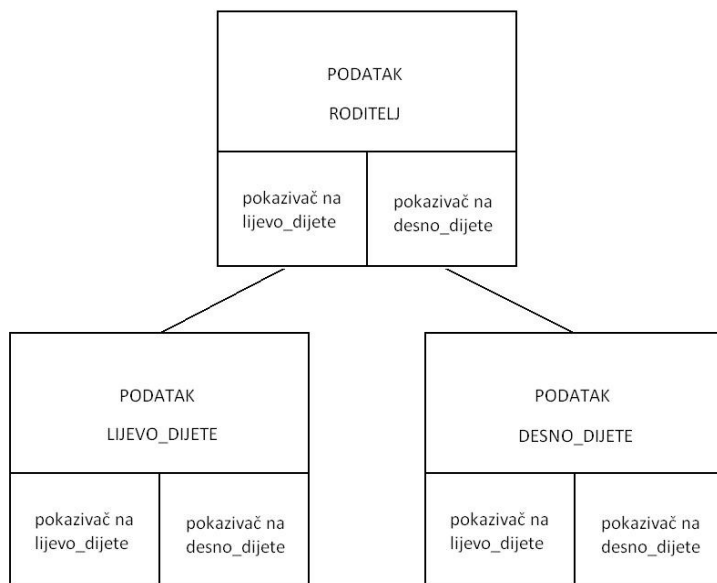 PODATAK
RODITELJ
pokazivač na
lijevo_dijete
pokazivač na
desno_dijete
PODATAK
LIJEVO_DIJETE
pokazivač na
lijevo_dijete
pokazivač na
desno_dijete
PODATAK
DESNO_DIJETE
pokazivač na
lijevo_dijete
pokazivač na
desno_dijete